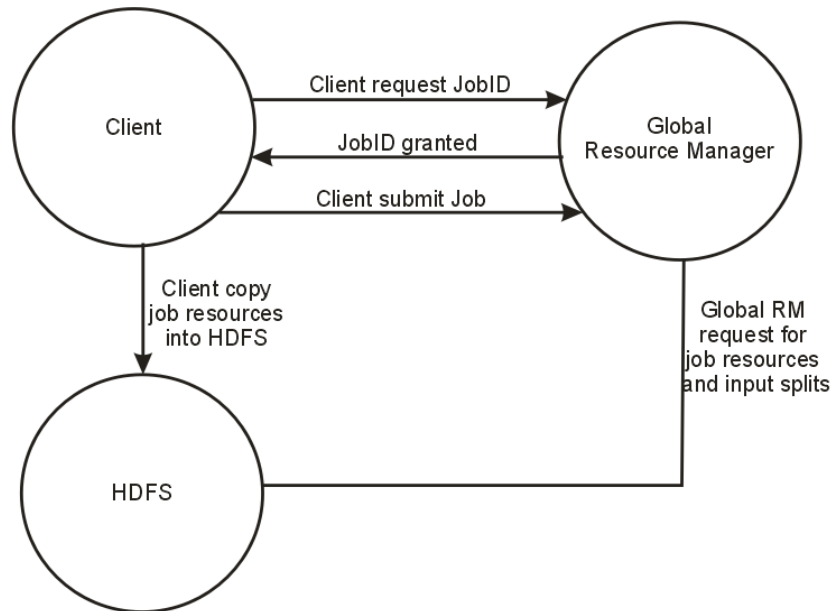 Client request JobID
Client
Global
Resource Manager
JobID granted
Client submit Job
Client copy
job resources
into HDFS
Global RM
request for
job resources
and input splits
HDFS